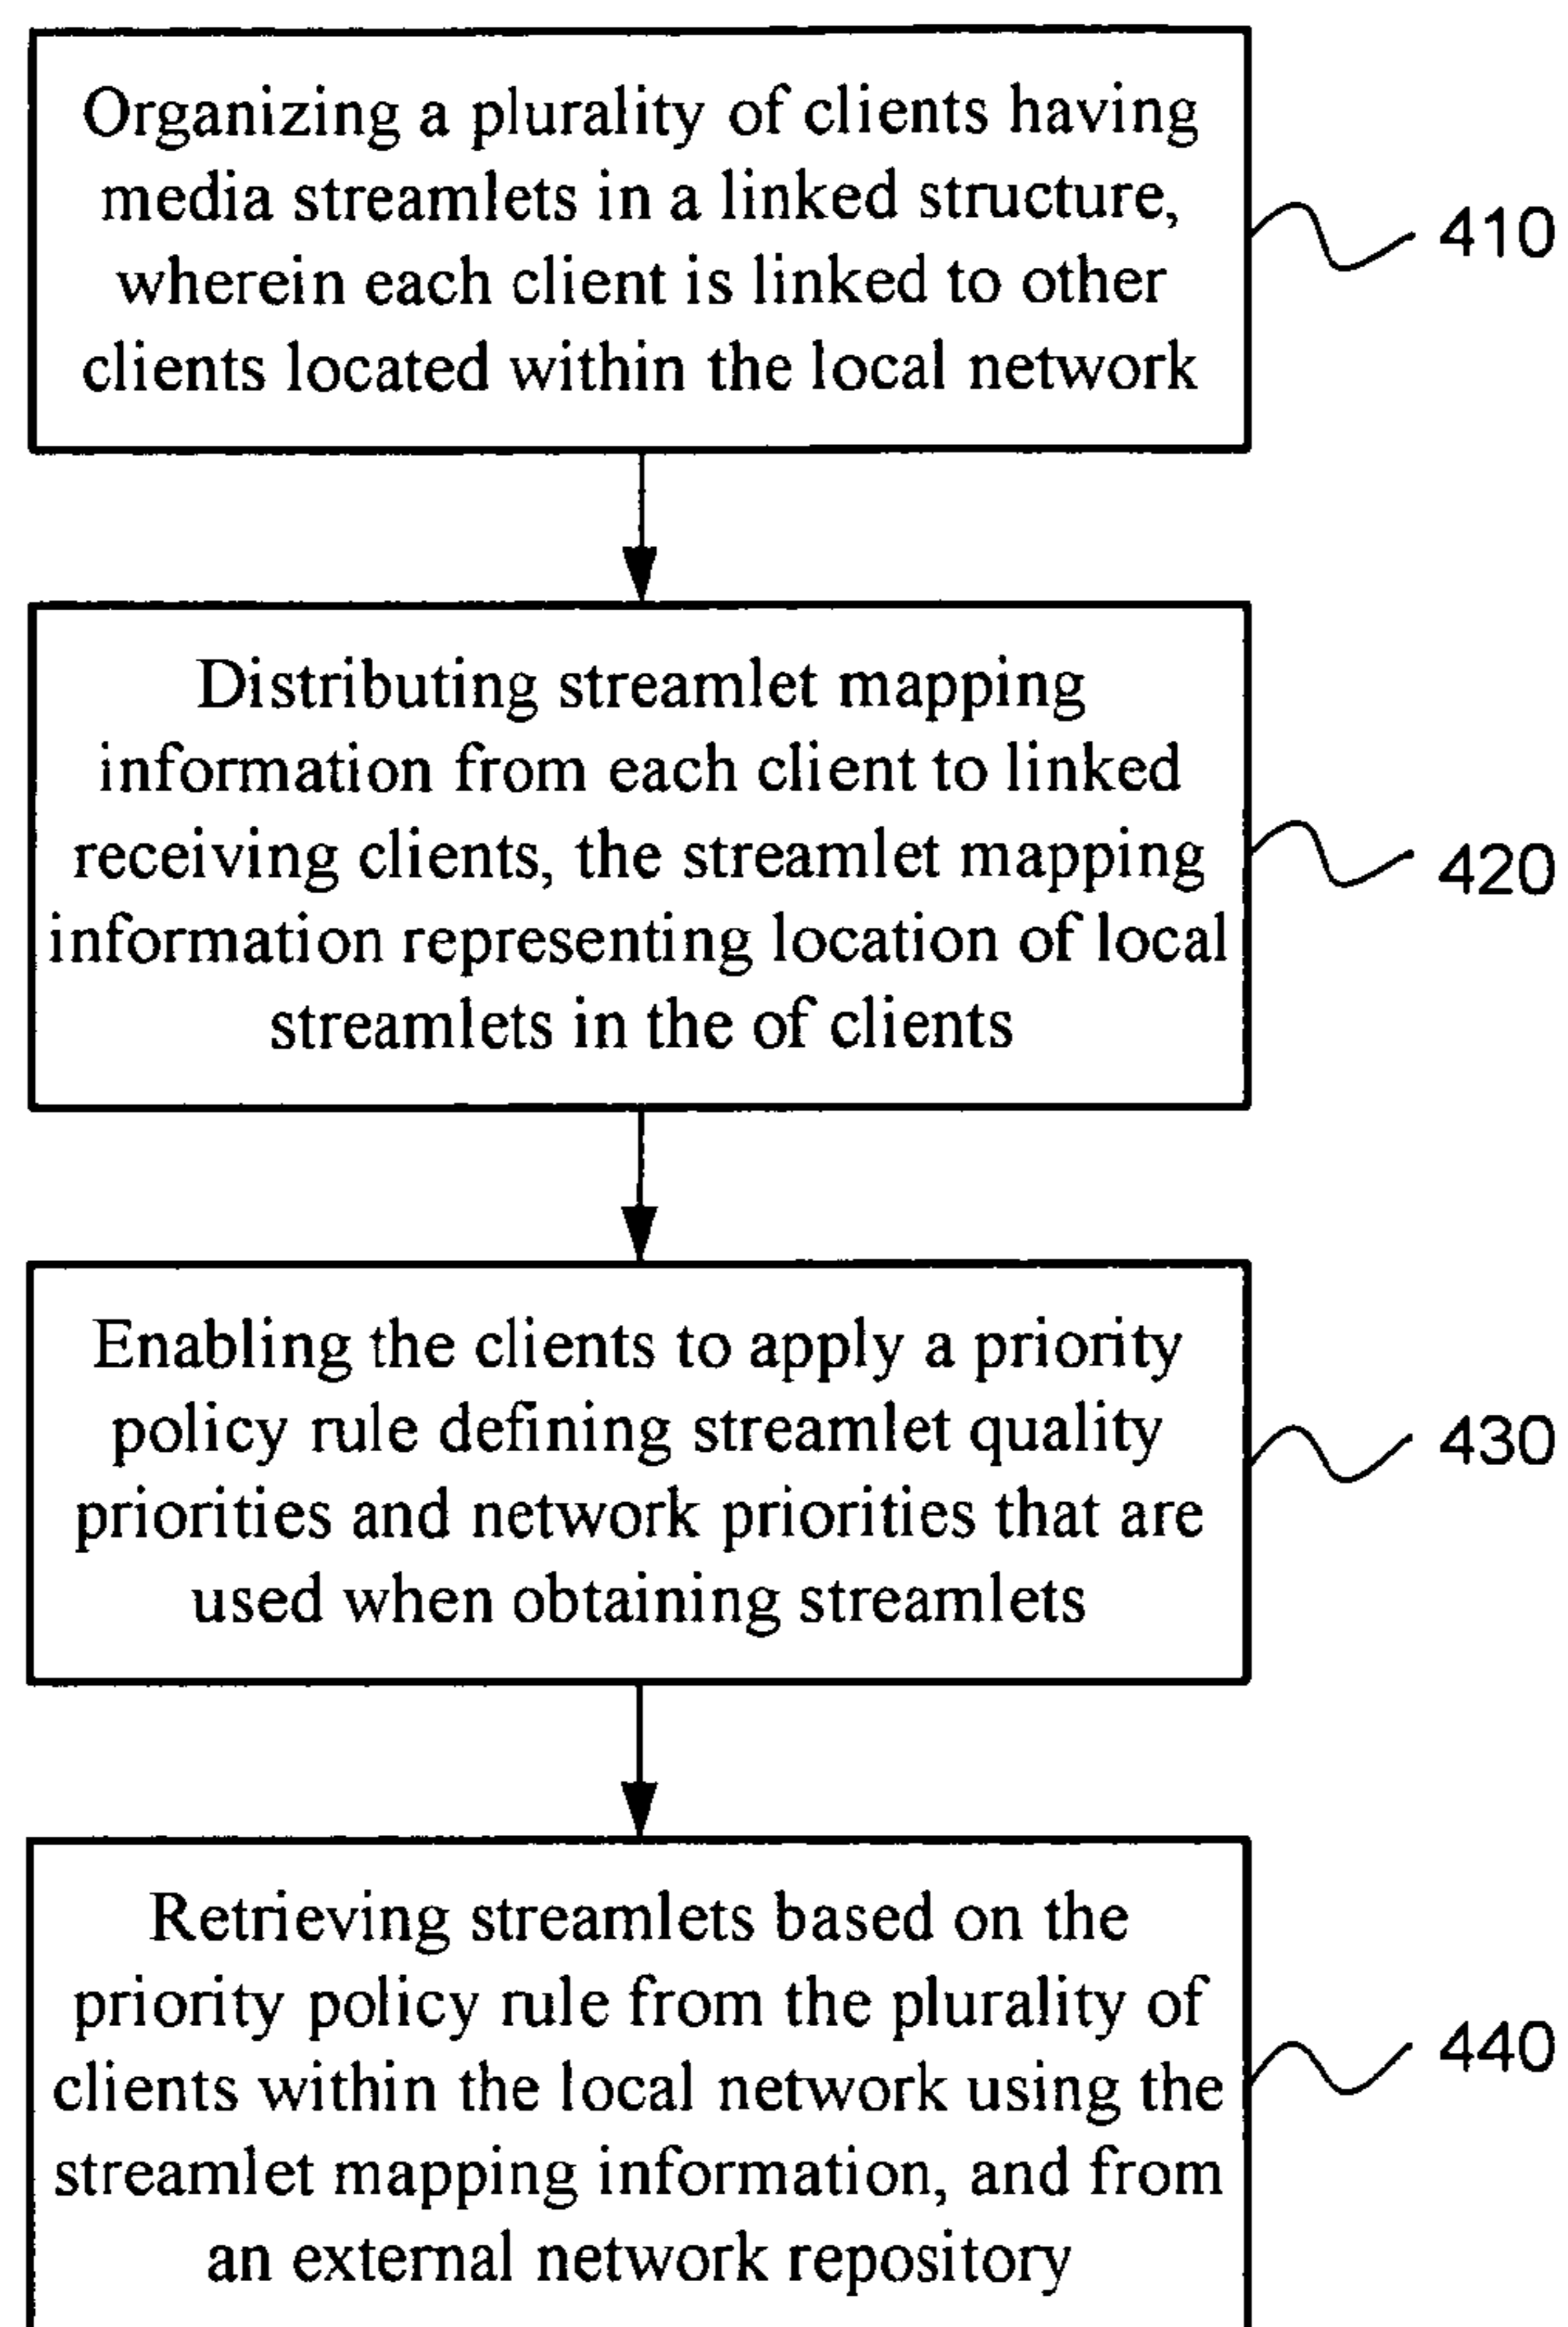 Organizing a plurality of clients having
media streamlets in a linked structure,
wherein each client is linked to other
clients located within the local network
410
Distributing streamlet mapping
information from each client to linked
receiving clients, the streamlet mapping
information representing location of local
streamlets in the of clients
420
Enabling the clients to apply a priority
policy rule defining streamlet quality
priorities and network priorities that are
used when obtaining streamlets
430
Retrieving streamlets based on the
priority policy rule from the plurality of
clients within the local network using the
streamlet mapping information, and from
an external network repository
440